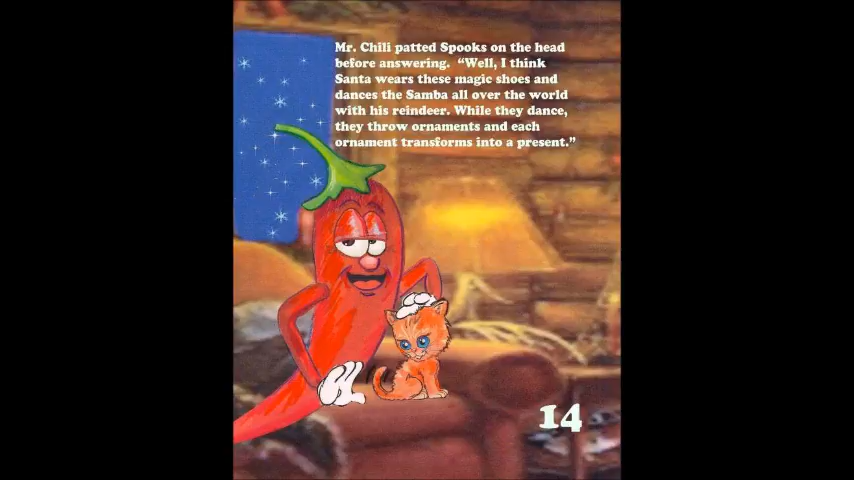 Mr. Chili patted Spooks on the head
before answering.  “Well, I think
Santa wears these magic shoes and
dances the Samba all over the world
with his reindeer. While they dance,
they throw ornaments and each
ornament transforms into a present.”
14